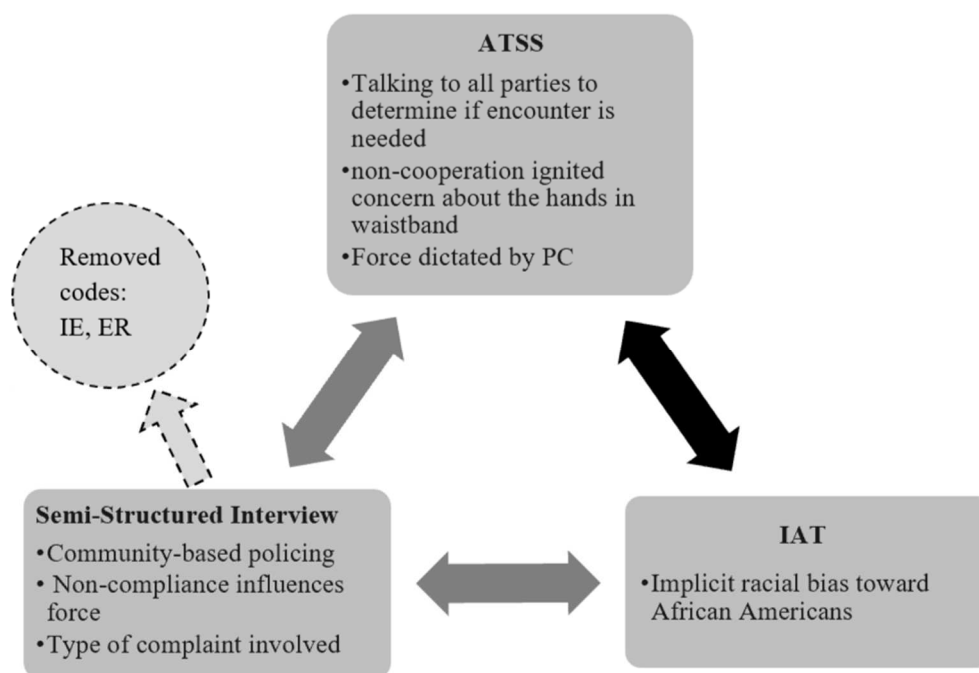 ATSS
•Talking to all parties to
determine if encounter is
needed
•non-cooperation ignited
concern about the hands in
waistband
•Force dictated by PC
Removed
codes:
IE, ER
Semi-Structured Interview
•Community-based policing
• Non-compliance influences
force
•Type of complaint involved
IAT
•Implicit racial bias toward
African Americans